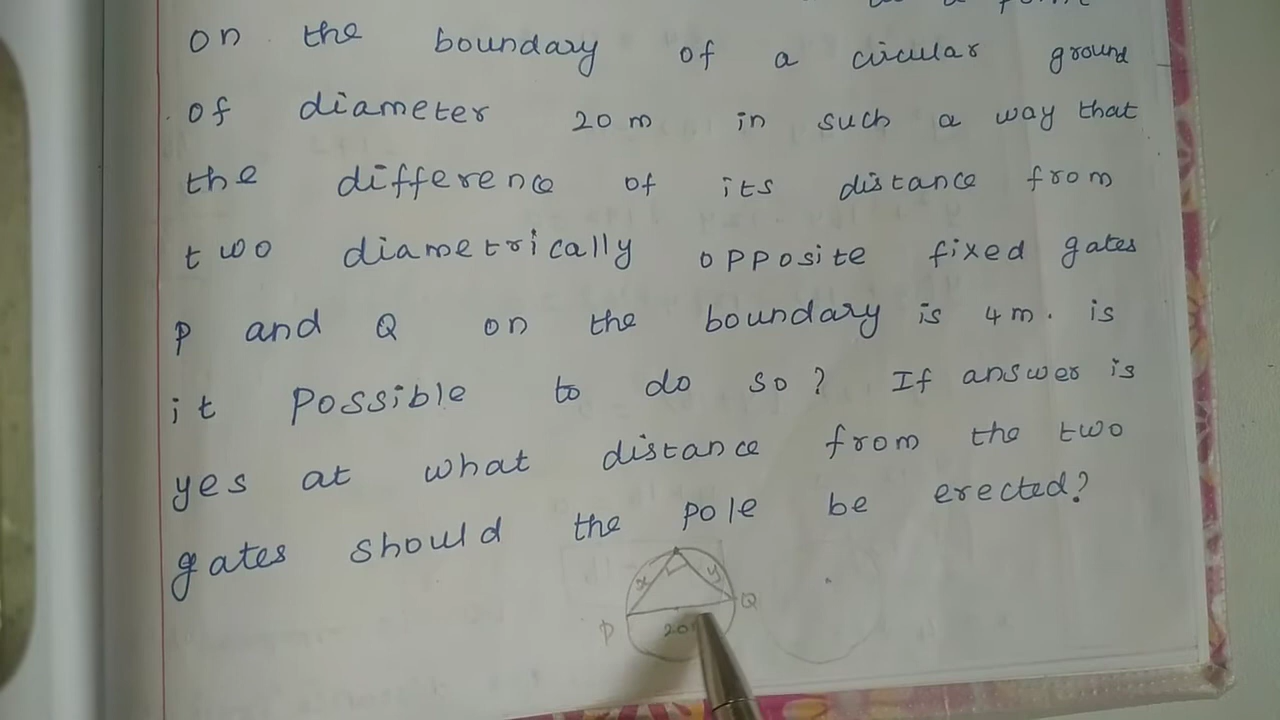 on the boundary of a circular ground
of diameter 20 m in such a way that
the difference of its distance from
two diametrically opposite fixed gates
P and Q on the boundary is 4m. is
it possible to do so? If answer is
yes at what distance from the two
gates should the pole be erected?
x y
P Q
20